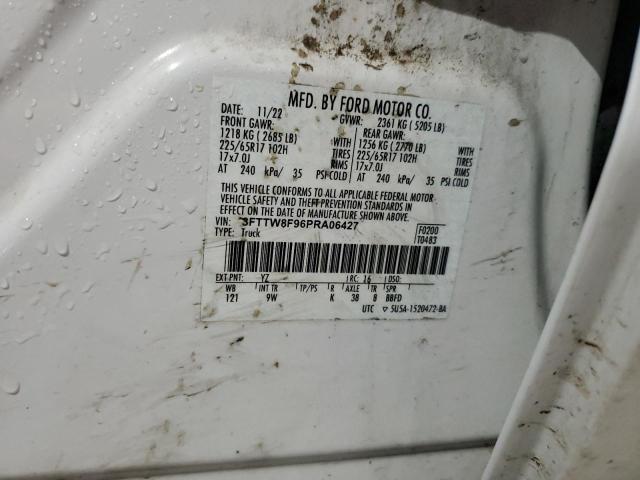 MFD. BY FORD MOTOR CO.
DATE: 11/22 GVWR: 2361 KG ( 5205 LB)
FRONT GAWR: REAR GAWR:
1218 KG ( 2685 LB) WITH 1256 KG ( 2770 LB) WITH
225/65R17 102H TIRES 225/65R17 102H TIRES
17x7.0J RIMS 17x7.0J RIMS
AT 240 kPa/ 35 PSI COLD AT 240 kPa/ 35 PSI COLD
THIS VEHICLE CONFORMS TO ALL APPLICABLE FEDERAL MOTOR
VEHICLE SAFETY AND THEFT PREVENTION STANDARDS IN
EFFECT ON THE DATE OF MANUFACTURE SHOWN ABOVE.
VIN: 3FTTW8F96PRA06427 F0200
TYPE: Truck T0483
EXT PNT: YZ RC: 16 DSO:
WB INT TR TP/PS R AXLE TR SPR
121 9W K 38 8 BBFD
UTC ▽ 5U5A-1520472-BA